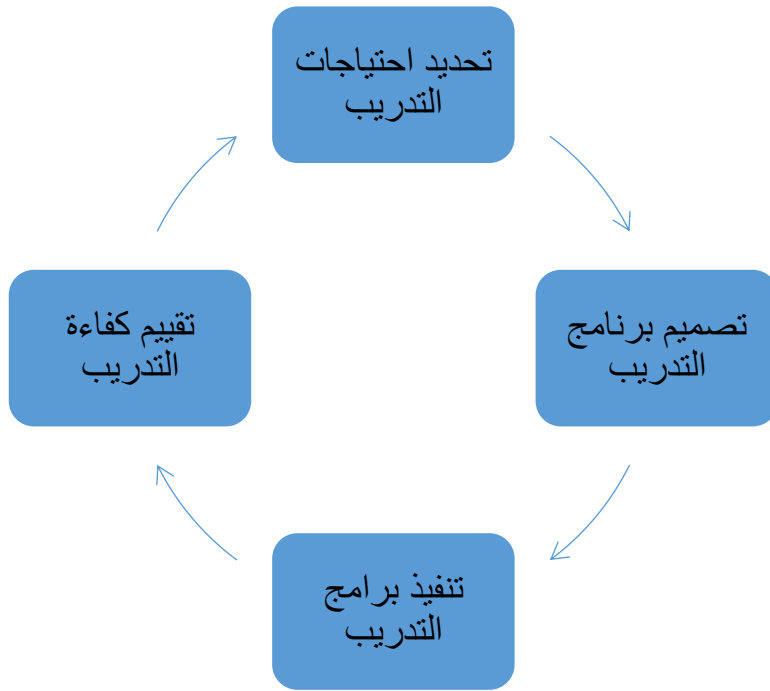 تحديد احتياجات
التدريب
تصميم برنامج
التدريب
تنفيذ برامج
التدريب
تقييم كفاءة
التدريب